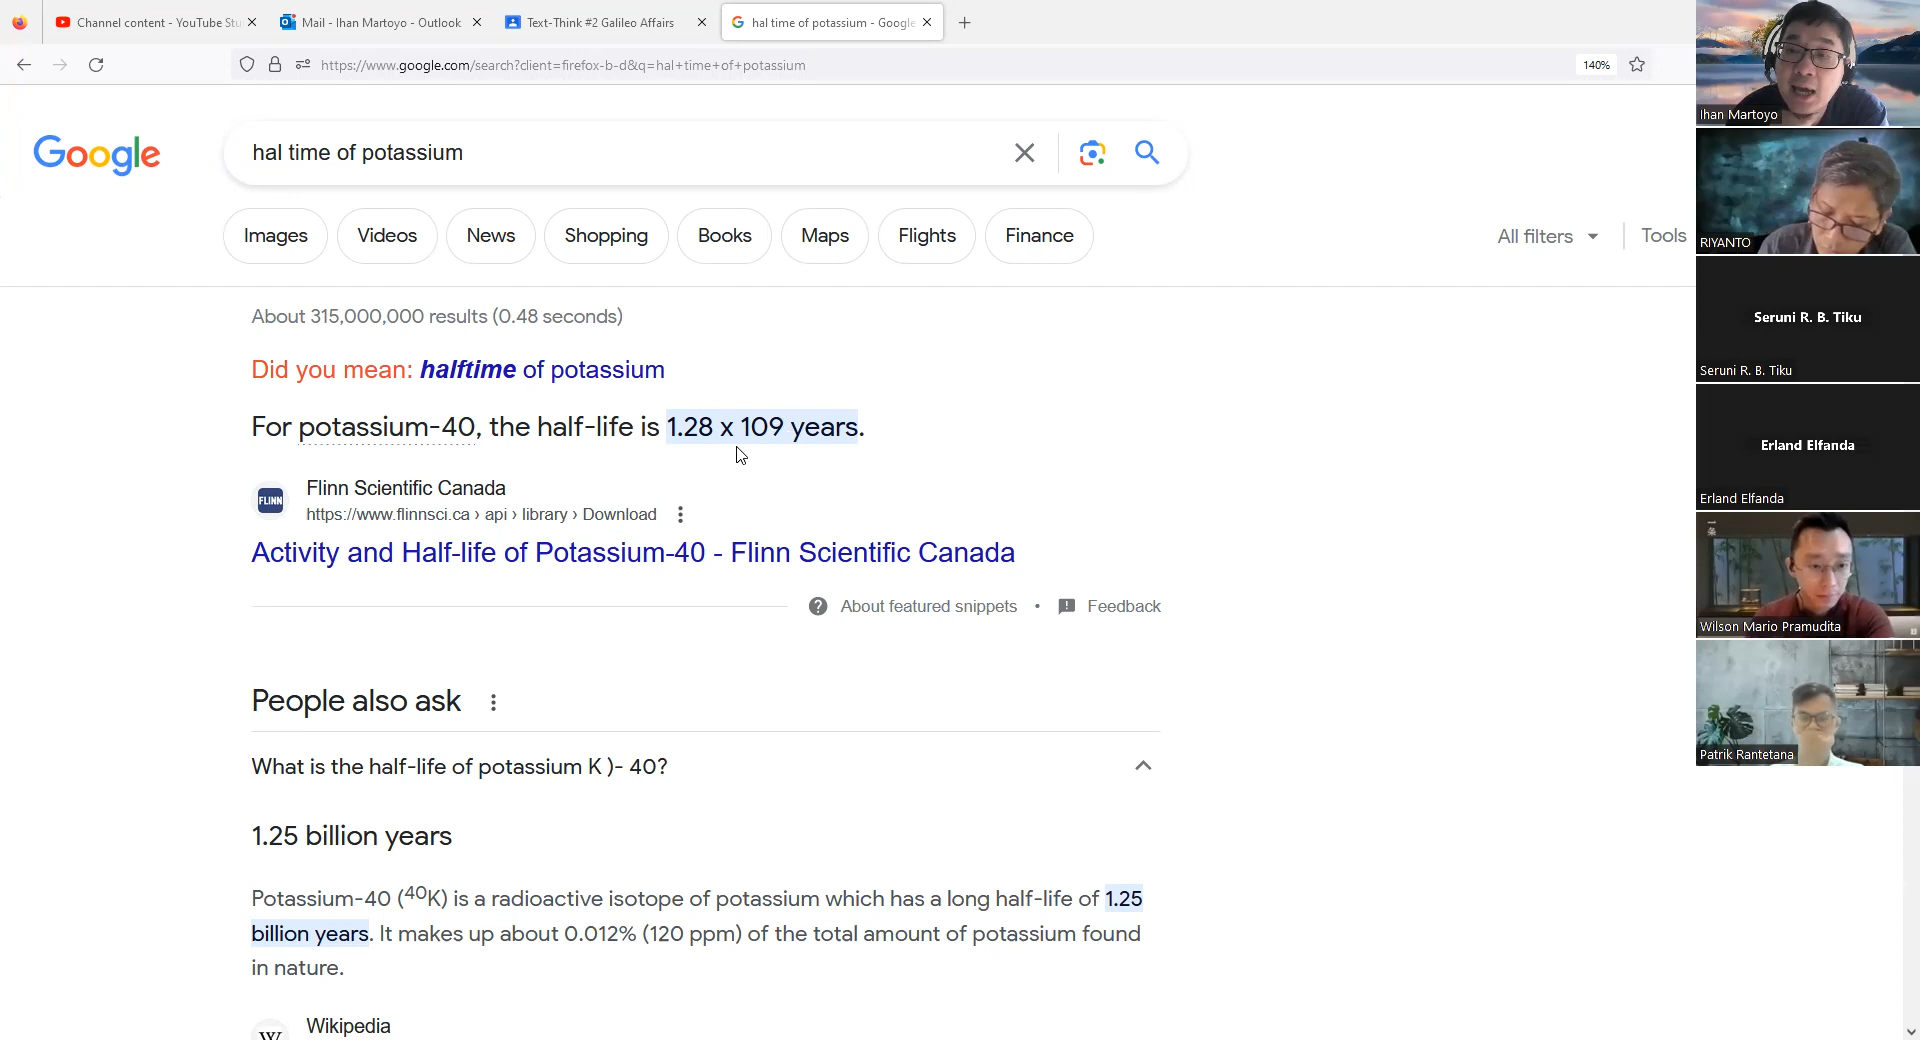 Channel content - YouTube Stu
Mail - Ihan Martoyo - Outlook
Text-Think #2 Galileo Affairs
hal time of potassium - Google
https://www.google.com/search?client=firefox-b-d&q=hal+time+of+potassium
140%
Google
hal time of potassium
Images
Videos
News
Shopping
Books
Maps
Flights
Finance
All filters
Tools
About 315,000,000 results (0.48 seconds)
Did you mean: halftime of potassium
For potassium-40, the half-life is 1.28 x 109 years.
FLINN
Flinn Scientific Canada
https://www.flinnsci.ca › api › library › Download
Activity and Half-life of Potassium-40 - Flinn Scientific Canada
About featured snippets • Feedback
People also ask
What is the half-life of potassium K )- 40?
1.25 billion years
Potassium-40 (40K) is a radioactive isotope of potassium which has a long half-life of 1.25
billion years. It makes up about 0.012% (120 ppm) of the total amount of potassium found
in nature.
W
Wikipedia
Ihan Martoyo
RIYANTO
Seruni R. B. Tiku
Seruni R. B. Tiku
Erland Elfanda
Erland Elfanda
一条
Wilson Mario Pramudita
Patrik Rantetana